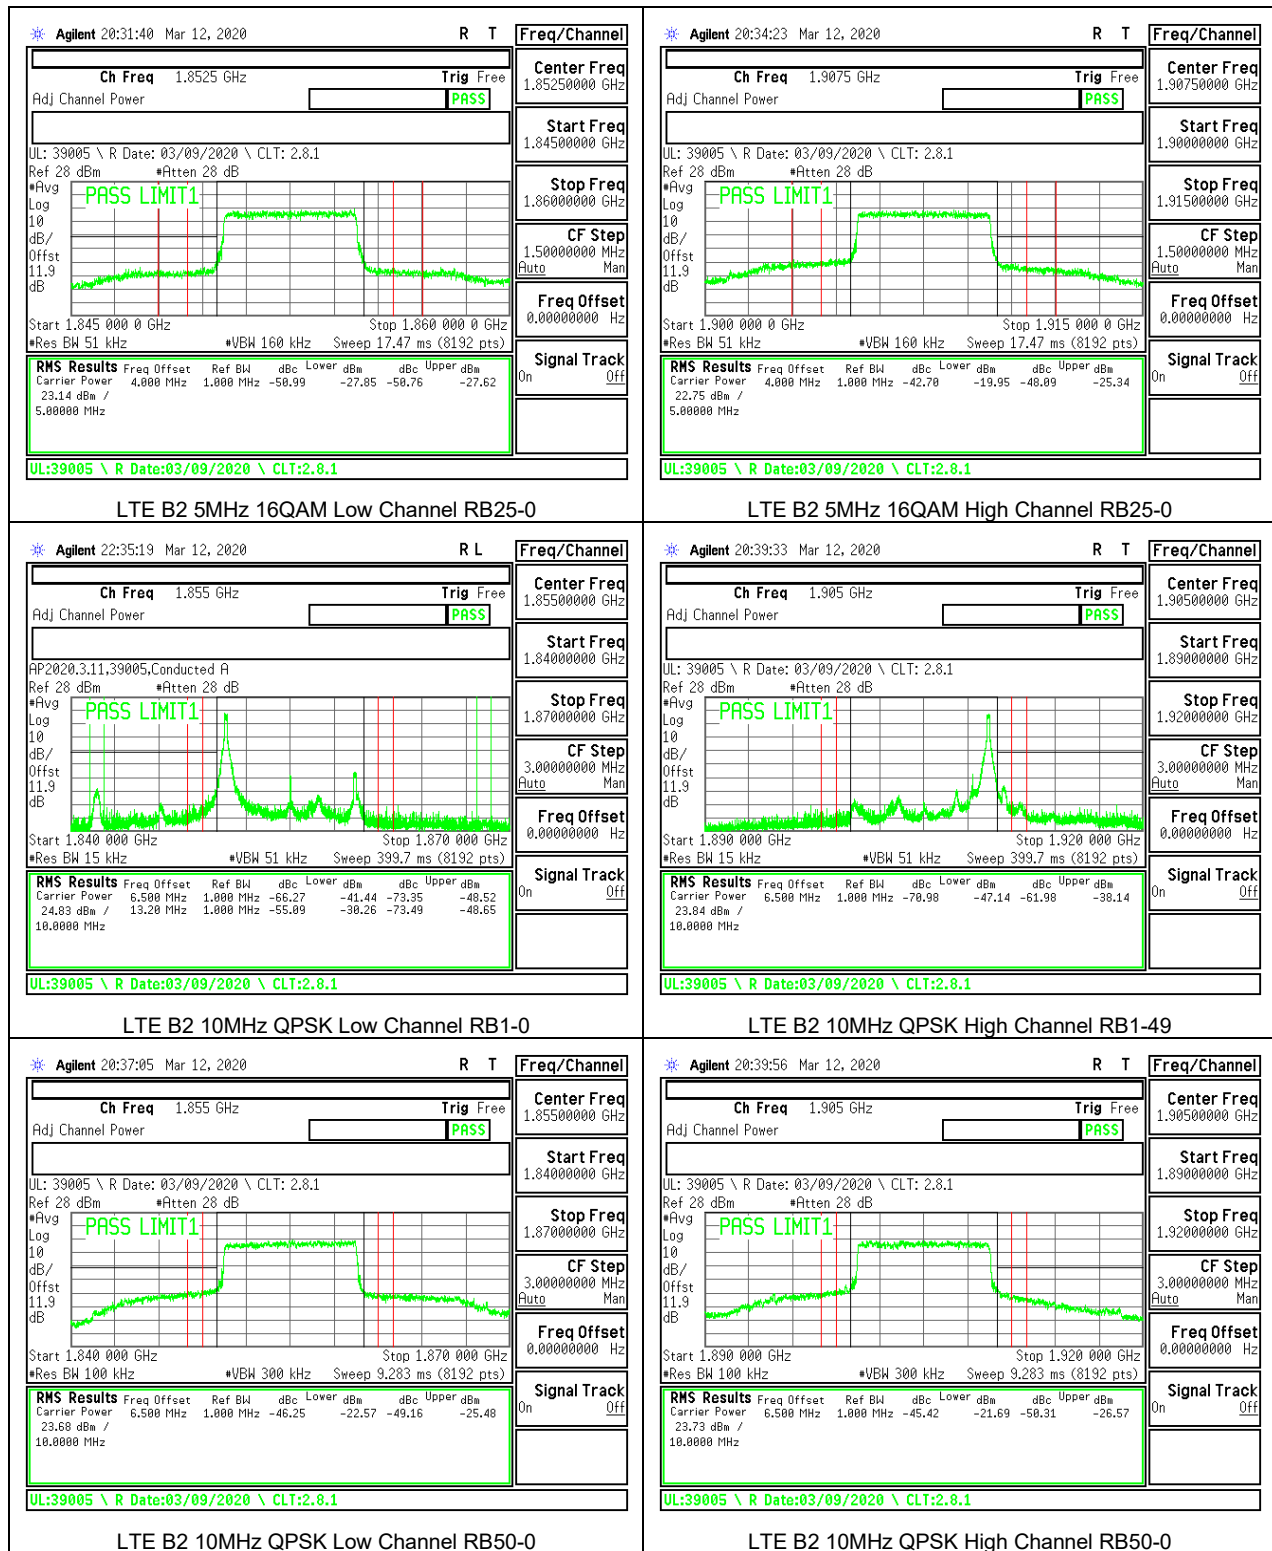 Agilent 20:31:40 Mar 12, 2020 R T Freq/Channel
Ch Freq 1.8525 GHz Trig Free
Adj Channel Power PASS
UL: 39005 \ R Date: 03/09/2020 \ CLT: 2.8.1
Ref 28 dBm #Atten 28 dB
#Avg
Log
10
dB/
Offst
11.9
dB
PASS LIMIT1
Start 1.845 000 0 GHz Stop 1.860 000 0 GHz
#Res BW 51 kHz #VBW 160 kHz Sweep 17.47 ms (8192 pts)
RMS Results Freq Offset Ref BW dBc Lower dBm dBc Upper dBm
Carrier Power 4.000 MHz 1.000 MHz -50.99 -27.85 -50.76 -27.62
23.14 dBm /
5.00000 MHz
UL:39005 \ R Date:03/09/2020 \ CLT:2.8.1
Center Freq
1.85250000 GHz
Start Freq
1.84500000 GHz
Stop Freq
1.86000000 GHz
CF Step
1.50000000 MHz
Auto Man
Freq Offset
0.00000000 Hz
Signal Track
On Off
LTE B2 5MHz 16QAM Low Channel RB25-0
Agilent 20:34:23 Mar 12, 2020 R T Freq/Channel
Ch Freq 1.9075 GHz Trig Free
Adj Channel Power PASS
UL: 39005 \ R Date: 03/09/2020 \ CLT: 2.8.1
Ref 28 dBm #Atten 28 dB
#Avg
Log
10
dB/
Offst
11.9
dB
PASS LIMIT1
Start 1.900 000 0 GHz Stop 1.915 000 0 GHz
#Res BW 51 kHz #VBW 160 kHz Sweep 17.47 ms (8192 pts)
RMS Results Freq Offset Ref BW dBc Lower dBm dBc Upper dBm
Carrier Power 4.000 MHz 1.000 MHz -42.70 -19.95 -48.09 -25.34
22.75 dBm /
5.00000 MHz
UL:39005 \ R Date:03/09/2020 \ CLT:2.8.1
Center Freq
1.90750000 GHz
Start Freq
1.90000000 GHz
Stop Freq
1.91500000 GHz
CF Step
1.50000000 MHz
Auto Man
Freq Offset
0.00000000 Hz
Signal Track
On Off
LTE B2 5MHz 16QAM High Channel RB25-0
Agilent 22:35:19 Mar 12, 2020 R L Freq/Channel
Ch Freq 1.855 GHz Trig Free
Adj Channel Power PASS
AP2020.3.11,39005,Conducted A
Ref 28 dBm #Atten 28 dB
#Avg
Log
10
dB/
Offst
11.9
dB
PASS LIMIT1
Start 1.840 000 GHz Stop 1.870 000 GHz
#Res BW 15 kHz #VBW 51 kHz Sweep 399.7 ms (8192 pts)
RMS Results Freq Offset Ref BW dBc Lower dBm dBc Upper dBm
Carrier Power 6.500 MHz 1.000 MHz -66.27 -41.44 -73.35 -48.52
24.83 dBm / 13.20 MHz 1.000 MHz -55.09 -30.26 -73.49 -48.65
10.0000 MHz
UL:39005 \ R Date:03/09/2020 \ CLT:2.8.1
Center Freq
1.85500000 GHz
Start Freq
1.84000000 GHz
Stop Freq
1.87000000 GHz
CF Step
3.00000000 MHz
Auto Man
Freq Offset
0.00000000 Hz
Signal Track
On Off
LTE B2 10MHz QPSK Low Channel RB1-0
Agilent 20:39:33 Mar 12, 2020 R T Freq/Channel
Ch Freq 1.905 GHz Trig Free
Adj Channel Power PASS
UL: 39005 \ R Date: 03/09/2020 \ CLT: 2.8.1
Ref 28 dBm #Atten 28 dB
#Avg
Log
10
dB/
Offst
11.9
dB
PASS LIMIT1
Start 1.890 000 GHz Stop 1.920 000 GHz
#Res BW 15 kHz #VBW 51 kHz Sweep 399.7 ms (8192 pts)
RMS Results Freq Offset Ref BW dBc Lower dBm dBc Upper dBm
Carrier Power 6.500 MHz 1.000 MHz -70.98 -47.14 -61.98 -38.14
23.84 dBm /
10.0000 MHz
UL:39005 \ R Date:03/09/2020 \ CLT:2.8.1
Center Freq
1.90500000 GHz
Start Freq
1.89000000 GHz
Stop Freq
1.92000000 GHz
CF Step
3.00000000 MHz
Auto Man
Freq Offset
0.00000000 Hz
Signal Track
On Off
LTE B2 10MHz QPSK High Channel RB1-49
Agilent 20:37:05 Mar 12, 2020 R T Freq/Channel
Ch Freq 1.855 GHz Trig Free
Adj Channel Power PASS
UL: 39005 \ R Date: 03/09/2020 \ CLT: 2.8.1
Ref 28 dBm #Atten 28 dB
#Avg
Log
10
dB/
Offst
11.9
dB
PASS LIMIT1
Start 1.840 000 GHz Stop 1.870 000 GHz
#Res BW 100 kHz #VBW 300 kHz Sweep 9.283 ms (8192 pts)
RMS Results Freq Offset Ref BW dBc Lower dBm dBc Upper dBm
Carrier Power 6.500 MHz 1.000 MHz -46.25 -22.57 -49.16 -25.48
23.68 dBm /
10.0000 MHz
UL:39005 \ R Date:03/09/2020 \ CLT:2.8.1
Center Freq
1.85500000 GHz
Start Freq
1.84000000 GHz
Stop Freq
1.87000000 GHz
CF Step
3.00000000 MHz
Auto Man
Freq Offset
0.00000000 Hz
Signal Track
On Off
LTE B2 10MHz QPSK Low Channel RB50-0
Agilent 20:39:56 Mar 12, 2020 R T Freq/Channel
Ch Freq 1.905 GHz Trig Free
Adj Channel Power PASS
UL: 39005 \ R Date: 03/09/2020 \ CLT: 2.8.1
Ref 28 dBm #Atten 28 dB
#Avg
Log
10
dB/
Offst
11.9
dB
PASS LIMIT1
Start 1.890 000 GHz Stop 1.920 000 GHz
#Res BW 100 kHz #VBW 300 kHz Sweep 9.283 ms (8192 pts)
RMS Results Freq Offset Ref BW dBc Lower dBm dBc Upper dBm
Carrier Power 6.500 MHz 1.000 MHz -45.42 -21.69 -50.31 -26.57
23.73 dBm /
10.0000 MHz
UL:39005 \ R Date:03/09/2020 \ CLT:2.8.1
Center Freq
1.90500000 GHz
Start Freq
1.89000000 GHz
Stop Freq
1.92000000 GHz
CF Step
3.00000000 MHz
Auto Man
Freq Offset
0.00000000 Hz
Signal Track
On Off
LTE B2 10MHz QPSK High Channel RB50-0